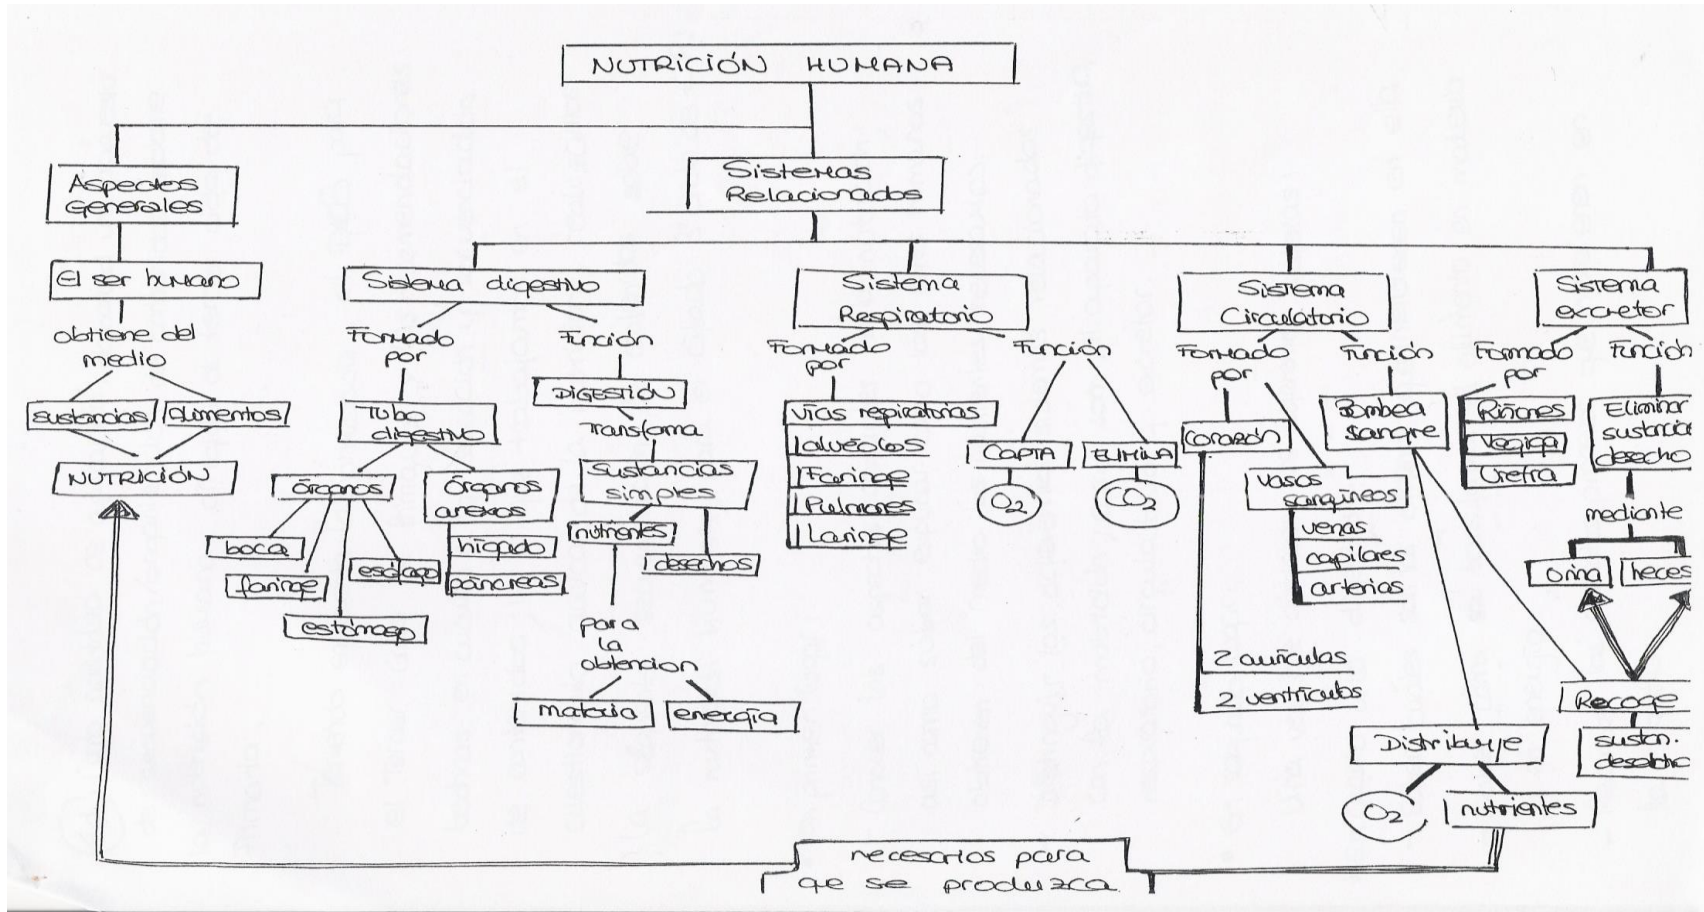 NUTRICIÓN HUMANA
Aspectos
Generales
Sistemas
Relacionados
El ser humano
obtiene del
medio
sustancias
alimentos
NUTRICIÓN
Sistema digestivo
Formado
por
Función
Tubo
digestivo
DIGESTIÓN
Transforma
Órganos
Órganos
anexos
Sustancias
simples
boca
faringe
estómago
esófago
hígado
páncreas
nutrientes
desechos
para
la
obtencion
materia
energía
Sistema
Respiratorio
Formado
por
Función
vías respiratorias
alvéolos
Faringe
Pulmones
Laringe
CAPTA
ELIMINA
O2
CO2
Sistema
Circulatorio
Formado
por
Función
corazón
Bombea
sangre
vasos
sangíneos
venas
capilares
arterias
2 aurículas
2 ventrículos
Distribuye
O2
nutrientes
Sistema
excretor
Formado
por
Función
Riñones
Vegiga
Uretra
Eliminar
sustancias
desecho
mediante
orina
heces
Recoge
sustan.
desecho
necesarios para
que se produzca